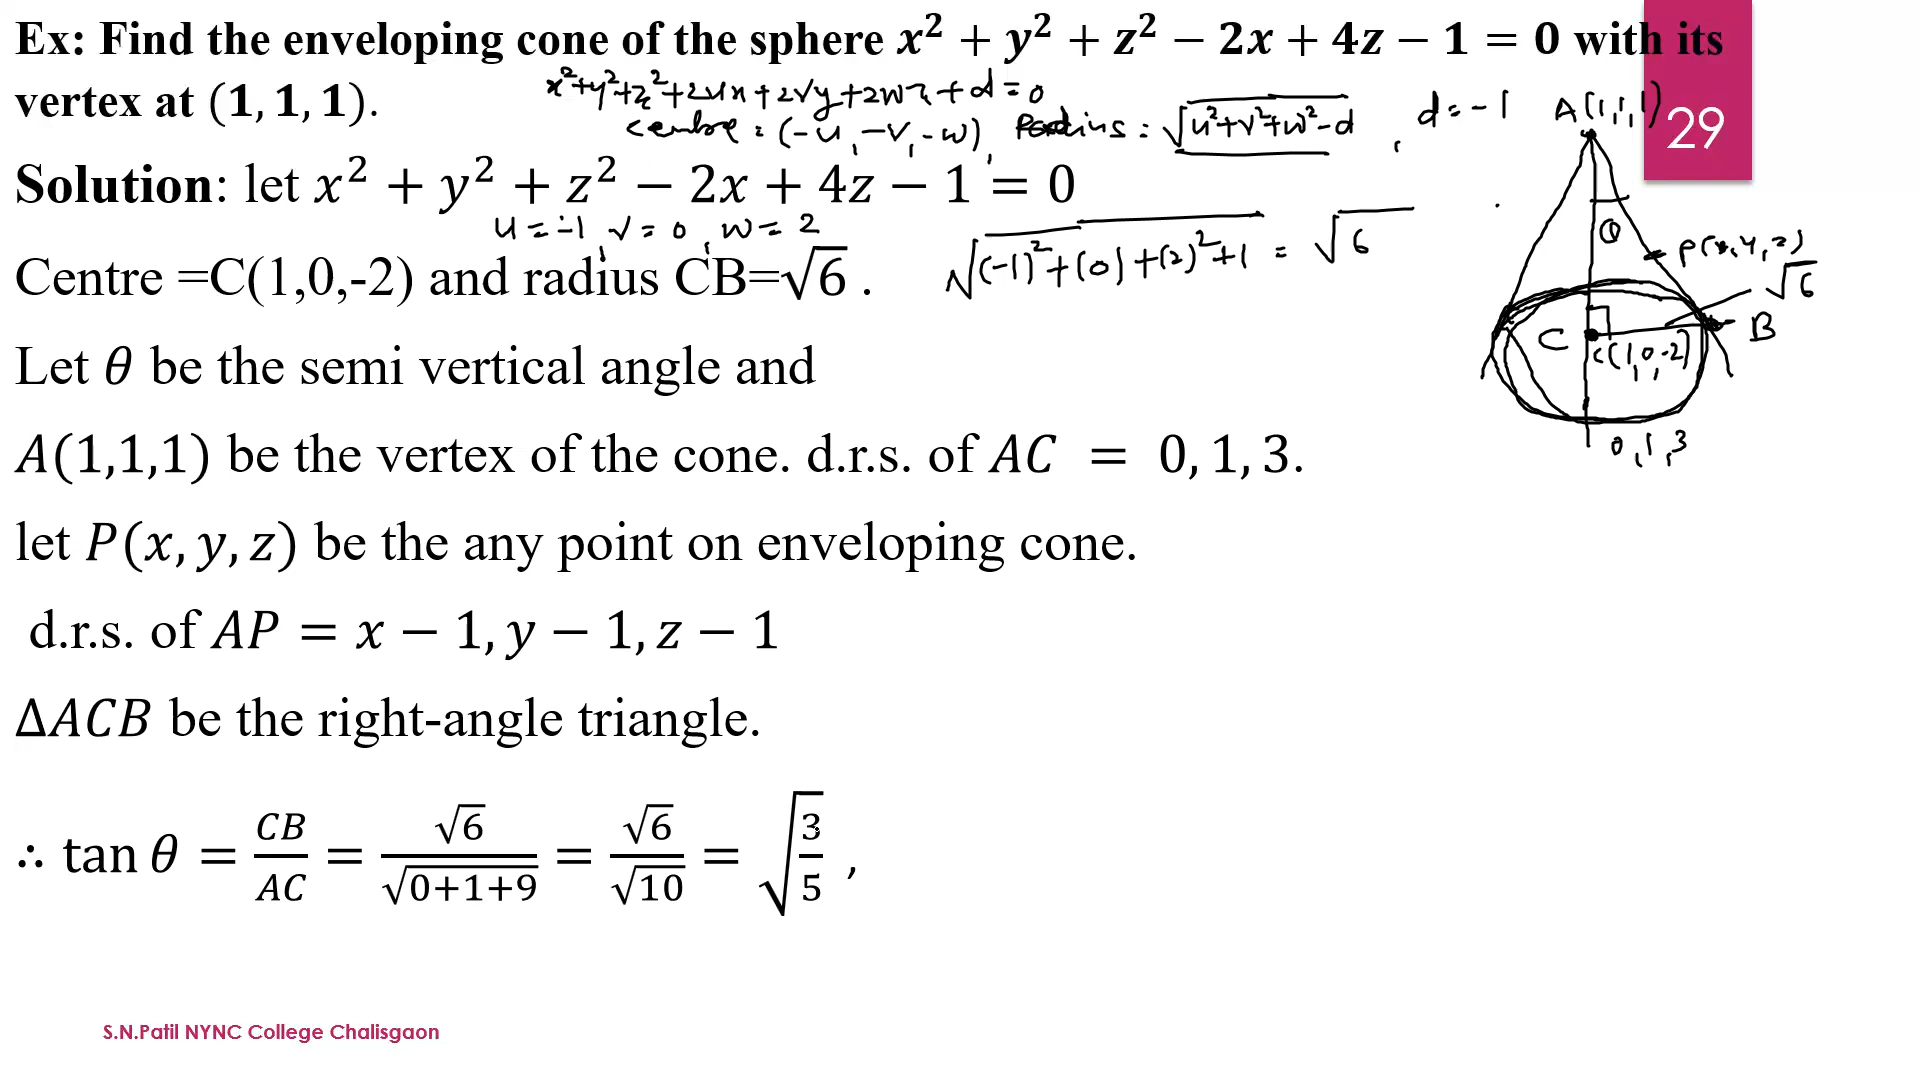 Ex: Find the enveloping cone of the sphere x² + y² + z² − 2x + 4z − 1 = 0 with its
vertex at (1, 1, 1).
x²+y²+z²+2ux+2vy+2wz+d=0
centre = (-u, -v, -w), Radius = √(u²+v²+w²-d), d=-1
A(1,1,1)
29
Solution: let x² + y² + z² − 2x + 4z − 1 = 0
u=-1, v=0, w=2
Centre =C(1,0,-2) and radius CB=√6 .
√((-1)²+(0)+(2)²+1) = √6
θ
P(x,y,z)
√6
C
B
C(1,0,-2)
0,1,3
Let θ be the semi vertical angle and
A(1,1,1) be the vertex of the cone. d.r.s. of AC = 0, 1, 3.
let P(x, y, z) be the any point on enveloping cone.
d.r.s. of AP = x − 1, y − 1, z − 1
ΔACB be the right-angle triangle.
∴ tan θ = CB/AC = √6/√(0+1+9) = √6/√10 = √(3/5) ,
S.N.Patil NYNC College Chalisgaon